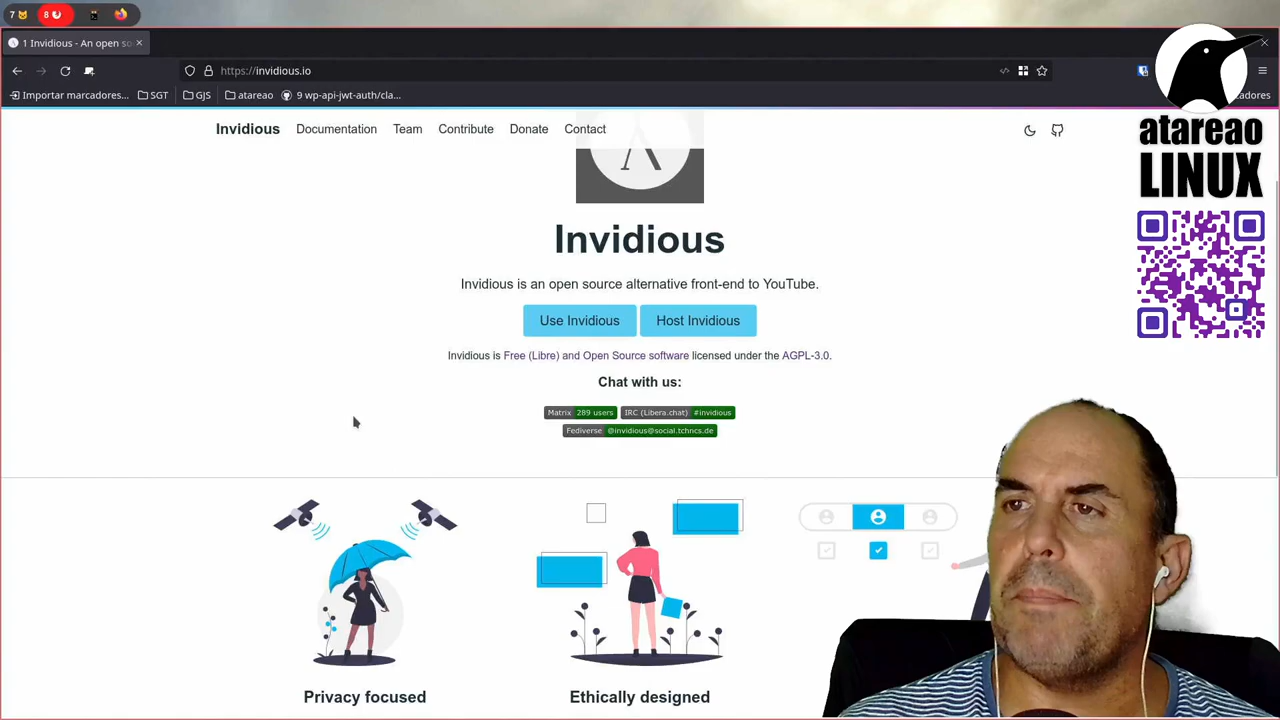 7
8
1 Invidious - An open so
https://invidious.io
Importar marcadores...
SGT
GJS
atareao
9 wp-api-jwt-auth/cla...
adores
Invidious
Documentation
Team
Contribute
Donate
Contact
atareao
LINUX
Invidious
Invidious is an open source alternative front-end to YouTube.
Use Invidious
Host Invidious
Invidious is Free (Libre) and Open Source software licensed under the AGPL-3.0.
Chat with us:
Matrix 289 users
IRC (Libera.chat) #invidious
Fediverse @invidious@social.tchncs.de
Privacy focused
Ethically designed